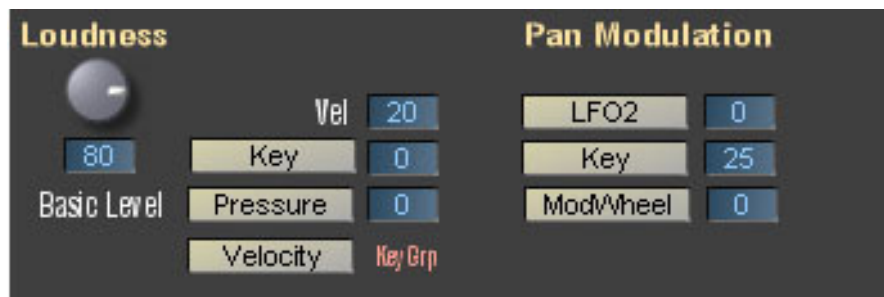 Loudness
Vel 20
80 Key 0
Basic Level Pressure 0
Velocity Key Grp
Pan Modulation
LFO2 0
Key 25
ModWheel 0